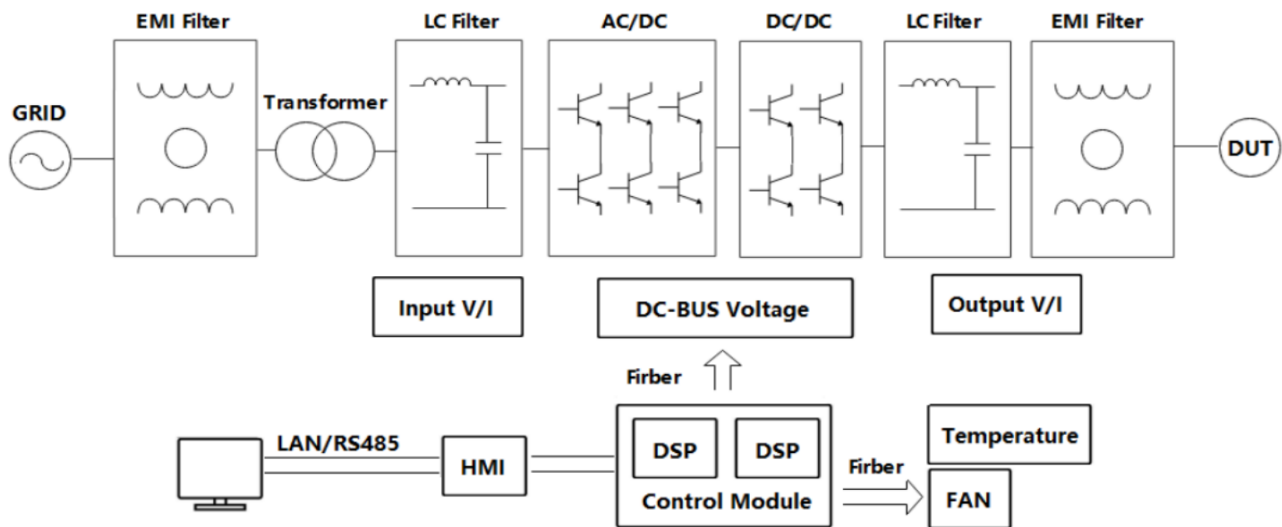 EMI Filter
LC Filter
AC/DC
DC/DC
LC Filter
EMI Filter
GRID
Transformer
DUT
Input V/I
DC-BUS Voltage
Output V/I
Firber
LAN/RS485
HMI
DSP
DSP
Control Module
Firber
Temperature
FAN